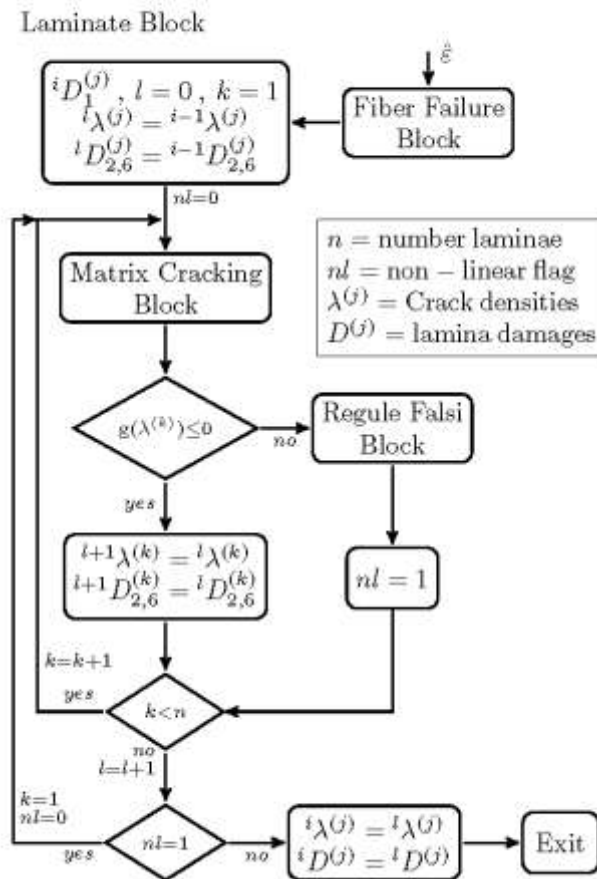 Laminate Block
ε̂
ⁱD₁⁽ʲ⁾ , l = 0 , k = 1
ˡλ⁽ʲ⁾ = ⁱ⁻¹λ⁽ʲ⁾
ˡD₂,₆⁽ʲ⁾ = ⁱ⁻¹D₂,₆⁽ʲ⁾
Fiber Failure
Block
nl=0
Matrix Cracking
Block
n = number laminae
nl = non − linear flag
λ⁽ʲ⁾ = Crack densities
D⁽ʲ⁾ = lamina damages
g(λ⁽ᵏ⁾)≤0
no
Regule Falsi
Block
yes
ˡ⁺¹λ⁽ᵏ⁾ = ˡλ⁽ᵏ⁾
ˡ⁺¹D₂,₆⁽ᵏ⁾ = ˡD₂,₆⁽ᵏ⁾
nl = 1
k=k+1
yes
k<n
no
l=l+1
k=1
nl=0
yes
nl=1
no
ⁱλ⁽ʲ⁾ = ˡλ⁽ʲ⁾
ⁱD⁽ʲ⁾ = ˡD⁽ʲ⁾
Exit